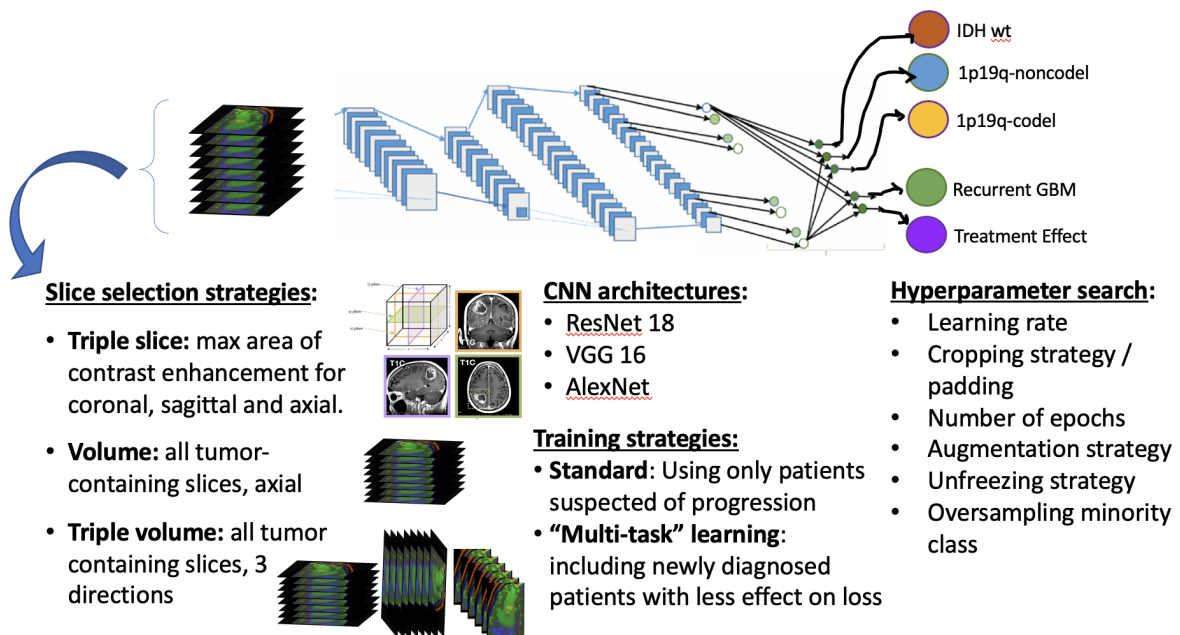 IDH wt
1p19q-noncodel
1p19q-codel
Recurrent GBM
Treatment Effect
Slice selection strategies:
• Triple slice: max area of
contrast enhancement for
coronal, sagittal and axial.
• Volume: all tumor-
containing slices, axial
• Triple volume: all tumor
containing slices, 3
directions
T1C
T1C
CNN architectures:
• ResNet 18
• VGG 16
• AlexNet
Training strategies:
• Standard: Using only patients
suspected of progression
• “Multi-task” learning:
including newly diagnosed
patients with less effect on loss
Hyperparameter search:
• Learning rate
• Cropping strategy /
padding
• Number of epochs
• Augmentation strategy
• Unfreezing strategy
• Oversampling minority
class